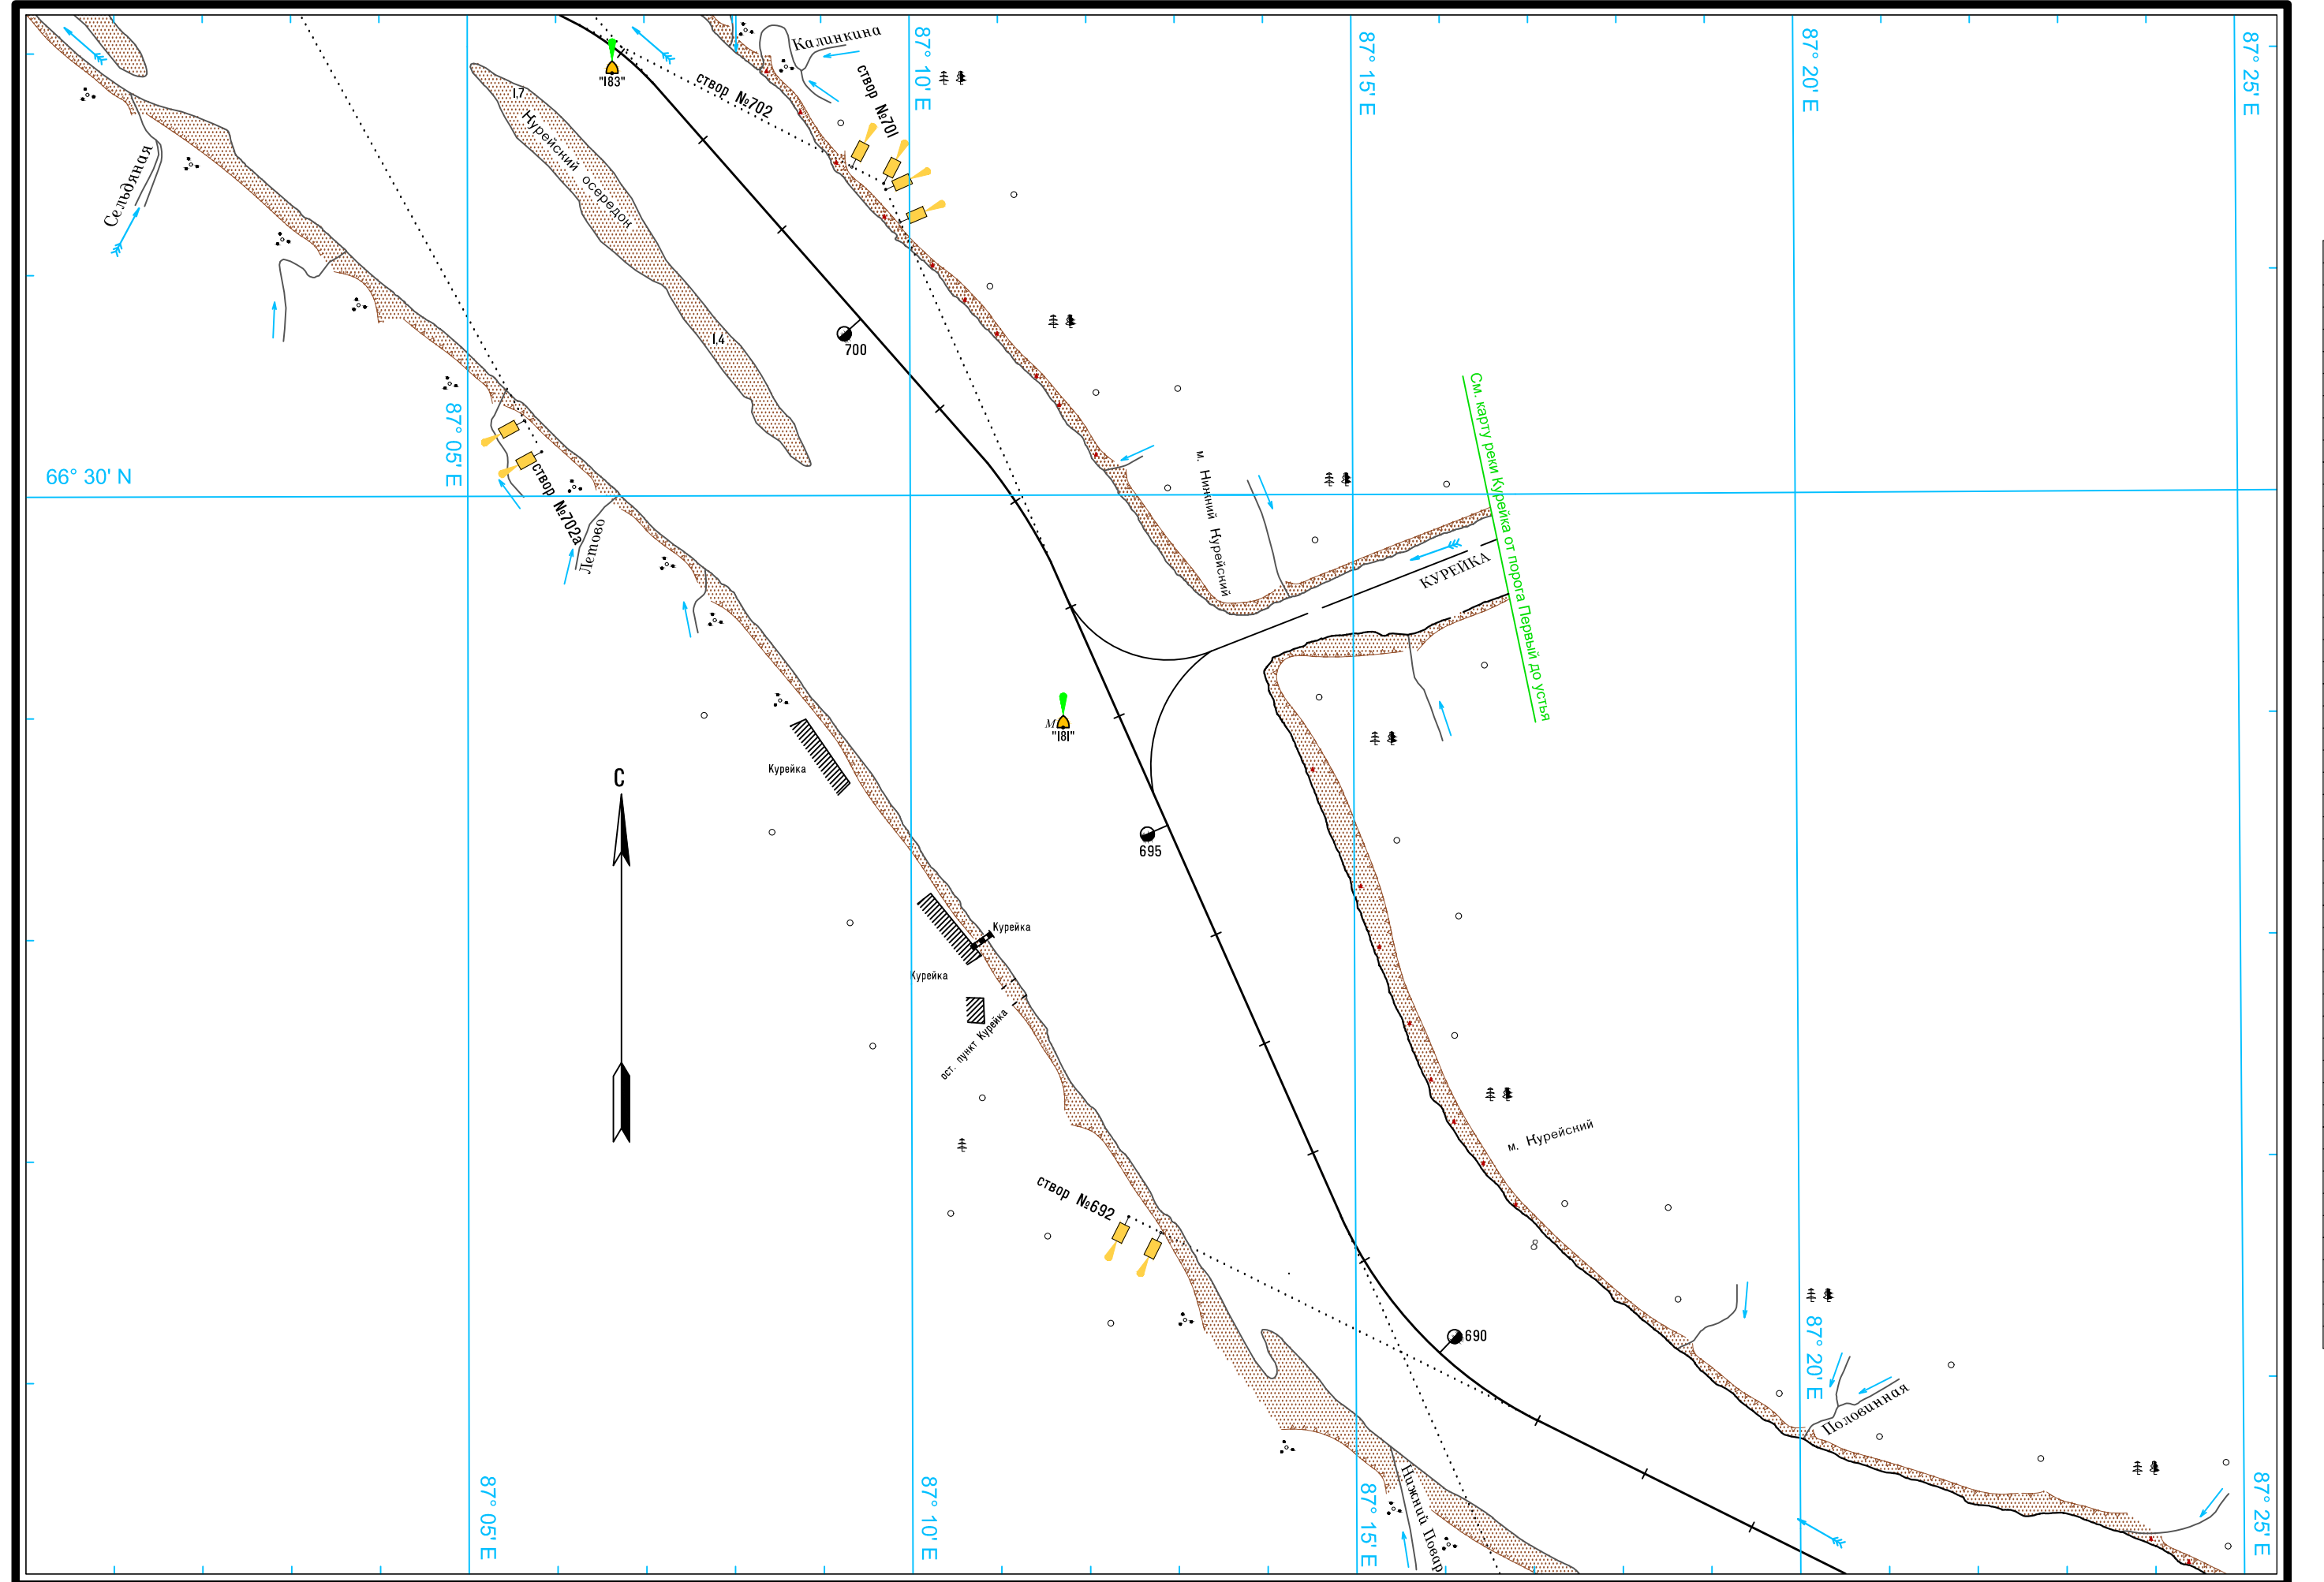 87° 10' E
87° 15' E
87° 20' E
87° 25' E
Калинкина
"183"
створ №702
створ №701
1,7
Курейский осередок
Сельдяная
700
1,4
87° 05' E
66° 30' N
створ №702а
Летово
м. Нижний Курейский
КУРЕЙКА
См. карту реки Курейка от порога Первый до устья
М
"181"
Курейка
С
695
Курейка
Курейка
ост. пункт Курейка
м. Курейский
створ №692
690
87° 20' E
Половинная
Нижний Повар
87° 05' E
87° 10' E
87° 15' E
87° 25' E